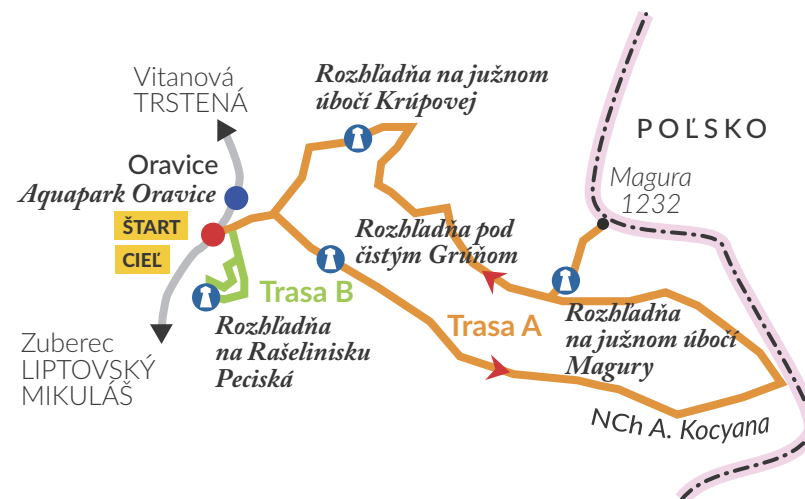 Vitanová
TRSTENÁ
Rozhľadňa na južnom
úbočí Krúpovej
POĽSKO
Oravice
Aquapark Oravice
Magura
1232
ŠTART
CIEĽ
Rozhľadňa pod
čistým Grúňom
Trasa B
Trasa A
Rozhľadňa
na Rašelinisku
Peciská
Rozhľadňa
na južnom úbočí
Magury
Zuberec
LIPTOVSKÝ
MIKULÁŠ
NCh A. Kocyana